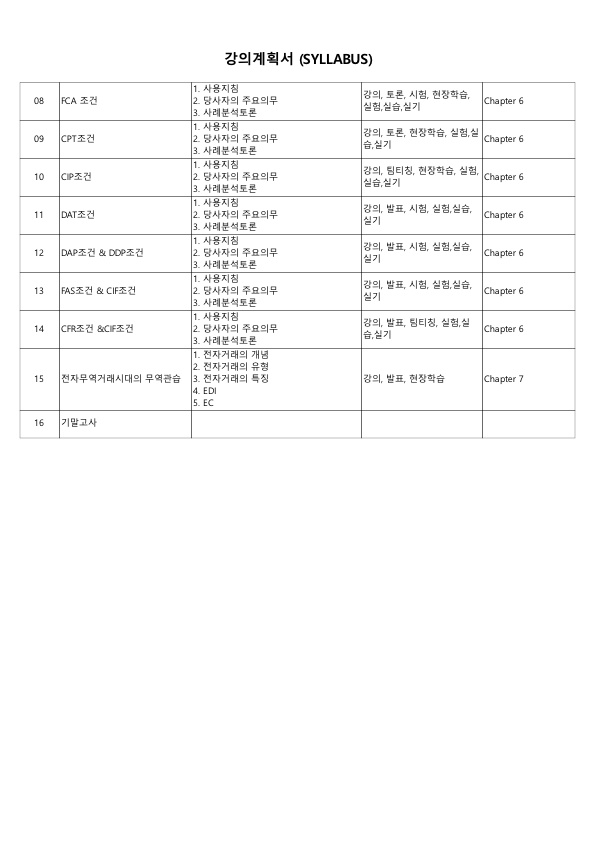 강의계획서 (SYLLABUS)
08
FCA 조건
1. 사용지침
2. 당사자의 주요의무
3. 사례분석토론
강의, 토론, 시험, 현장학습,
실험,실습,실기
Chapter 6
09
CPT조건
1. 사용지침
2. 당사자의 주요의무
3. 사례분석토론
강의, 토론, 현장학습, 실험,실
습,실기
Chapter 6
10
CIP조건
1. 사용지침
2. 당사자의 주요의무
3. 사례분석토론
강의, 팀티칭, 현장학습, 실험,
실습,실기
Chapter 6
11
DAT조건
1. 사용지침
2. 당사자의 주요의무
3. 사례분석토론
강의, 발표, 시험, 실험,실습,
실기
Chapter 6
12
DAP조건 & DDP조건
1. 사용지침
2. 당사자의 주요의무
3. 사례분석토론
강의, 발표, 시험, 실험,실습,
실기
Chapter 6
13
FAS조건 & CIF조건
1. 사용지침
2. 당사자의 주요의무
3. 사례분석토론
강의, 발표, 시험, 실험,실습,
실기
Chapter 6
14
CFR조건 &CIF조건
1. 사용지침
2. 당사자의 주요의무
3. 사례분석토론
강의, 발표, 팀티칭, 실험,실
습,실기
Chapter 6
15
전자무역거래시대의 무역관습
1. 전자거래의 개념
2. 전자거래의 유형
3. 전자거래의 특징
4. EDI
5. EC
강의, 발표, 현장학습
Chapter 7
16
기말고사